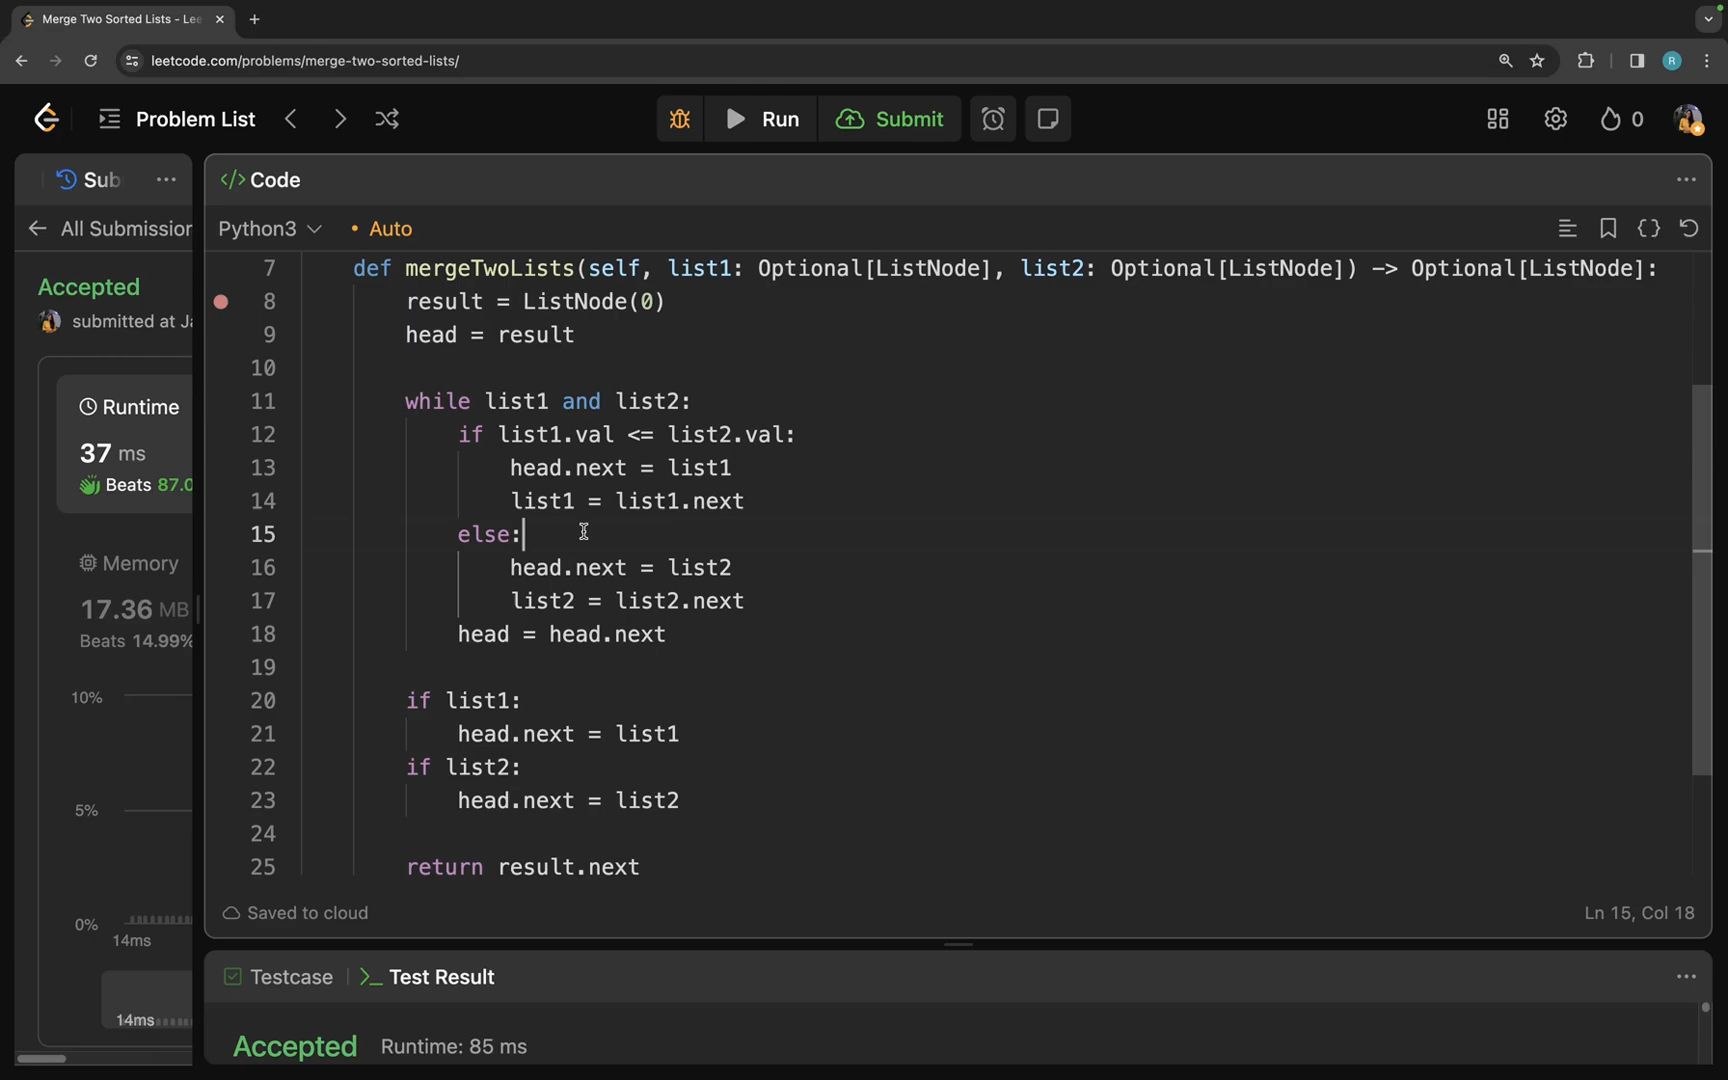 Merge Two Sorted Lists - Lee
leetcode.com/problems/merge-two-sorted-lists/
R
Problem List
Run
Submit
0
Sub
All Submission
Accepted
submitted at Ja
Runtime
37 ms
Beats 87.0
Memory
17.36 MB
Beats 14.99%
10%
5%
0%
14ms
14ms
</> Code
Python3
• Auto
7 def mergeTwoLists(self, list1: Optional[ListNode], list2: Optional[ListNode]) -> Optional[ListNode]:
8 result = ListNode(0)
9 head = result
10
11 while list1 and list2:
12 if list1.val <= list2.val:
13 head.next = list1
14 list1 = list1.next
15 else:
16 head.next = list2
17 list2 = list2.next
18 head = head.next
19
20 if list1:
21 head.next = list1
22 if list2:
23 head.next = list2
24
25 return result.next
Saved to cloud
Ln 15, Col 18
Testcase
Test Result
Accepted Runtime: 85 ms